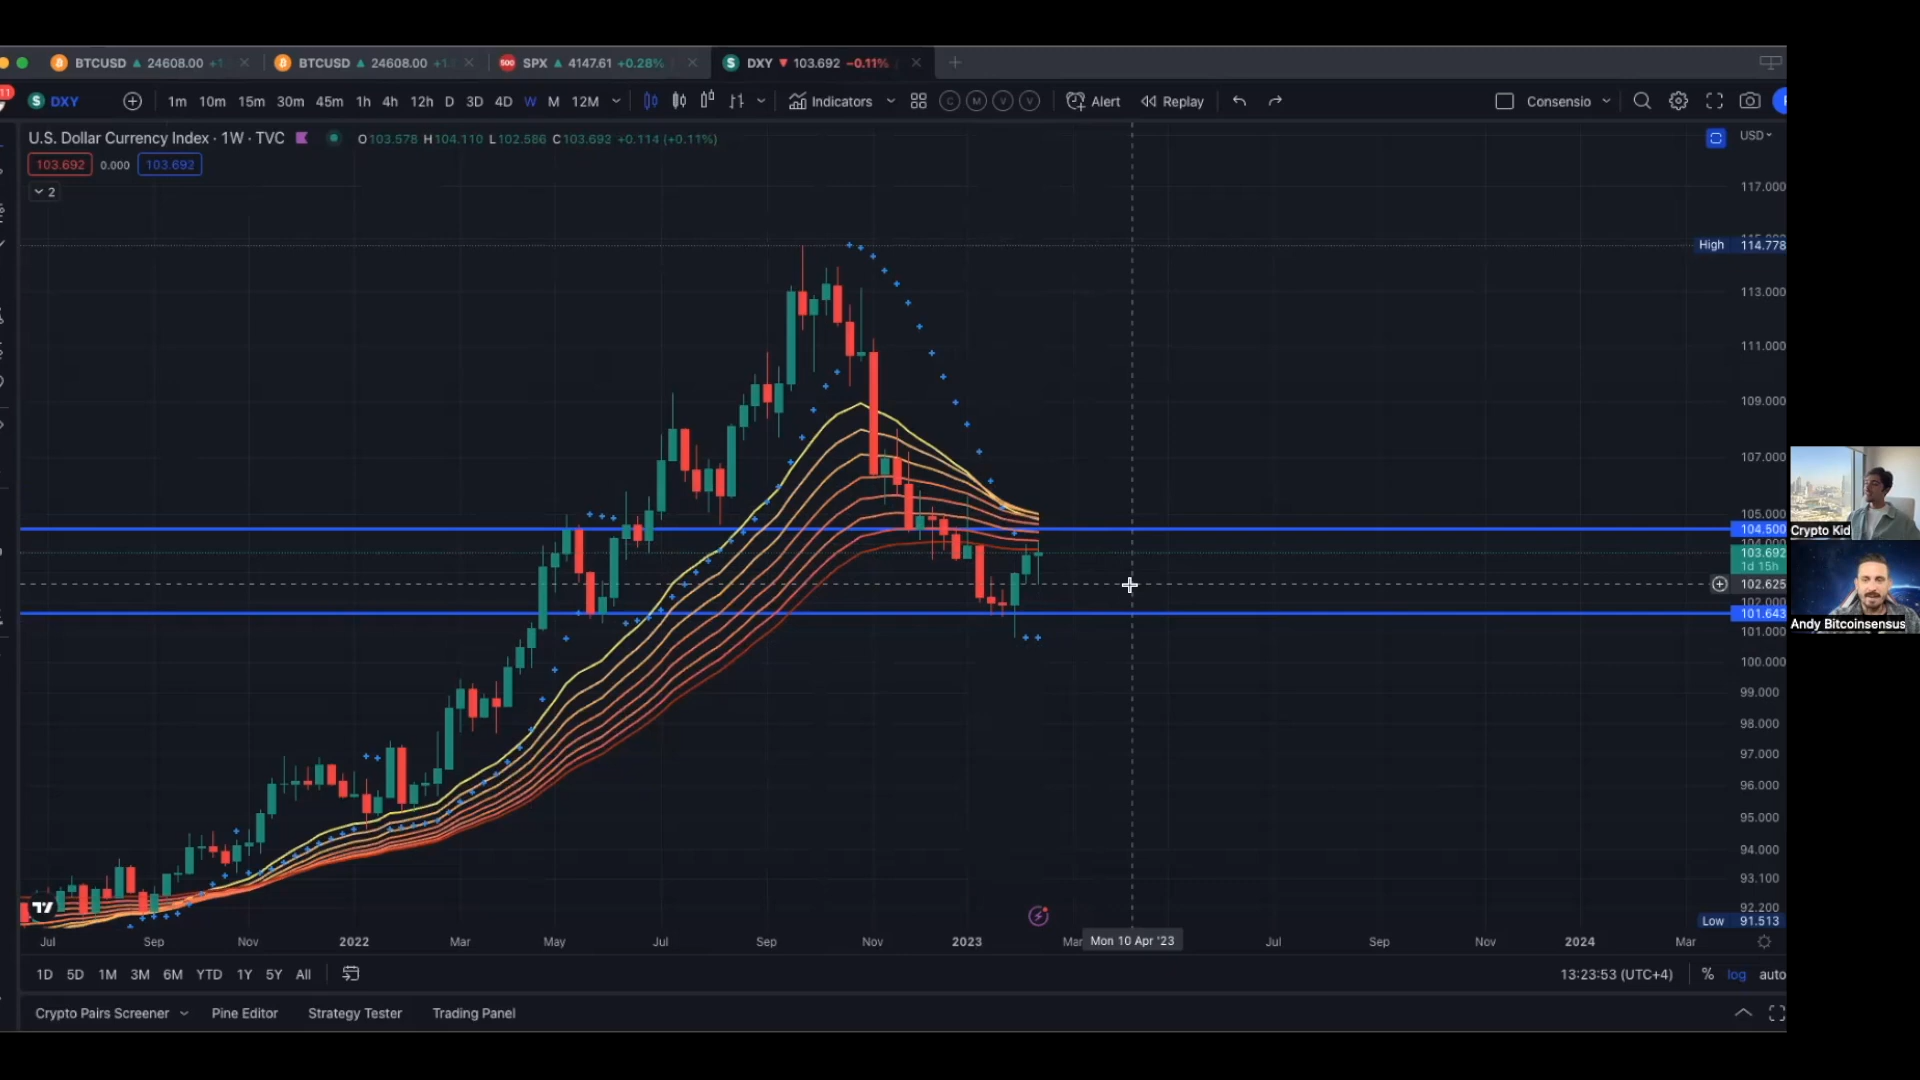 BTCUSD 24608.00 +1
BTCUSD 24608.00 +1.
500 SPX 4147.61 +0.28%
DXY 103.692 −0.11%
11
DXY 1m 10m 15m 30m 45m 1h 4h 12h D 3D 4D W M 12M Indicators C M V V Alert Replay Consensio
U.S. Dollar Currency Index · 1W · TVC O103.578 H104.110 L102.586 C103.693 +0.114 (+0.11%)
USD
103.692 0.000 103.692
2
117.000
High 114.778
113.000
111.000
109.000
107.000
105.000
104.500
103.692
1d 15h
102.625
102.000
101.643
101.000
100.000
99.000
98.000
97.000
96.000
95.000
94.000
93.100
92.200
Low 91.513
Jul Sep Nov 2022 Mar May Jul Sep Nov 2023 Mar Mon 10 Apr '23 Jul Sep Nov 2024 Mar
1D 5D 1M 3M 6M YTD 1Y 5Y All
13:23:53 (UTC+4) % log auto
Crypto Pairs Screener Pine Editor Strategy Tester Trading Panel
Crypto Kid
Andy Bitcoinsensus